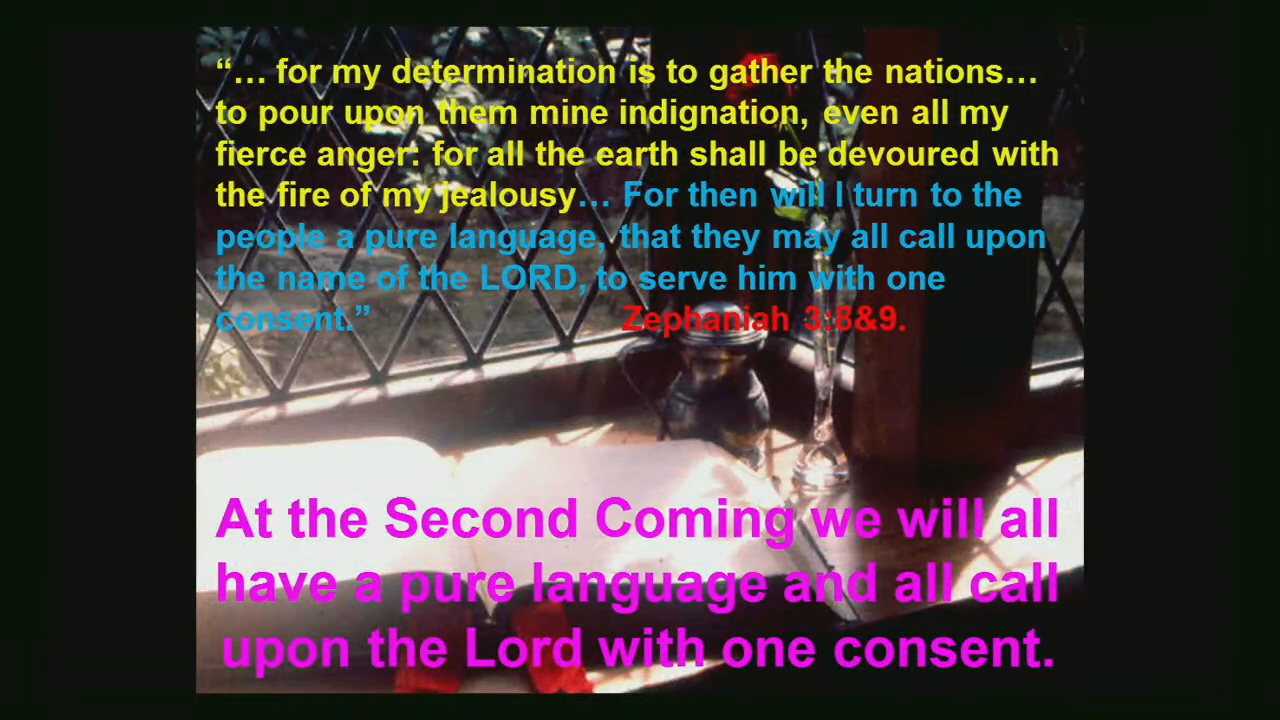 “… for my determination is to gather the nations…
to pour upon them mine indignation, even all my
fierce anger: for all the earth shall be devoured with
the fire of my jealousy… For then will I turn to the
people a pure language, that they may all call upon
the name of the LORD, to serve him with one
consent.” Zephaniah 3:8&9.
At the Second Coming we will all
have a pure language and all call
upon the Lord with one consent.